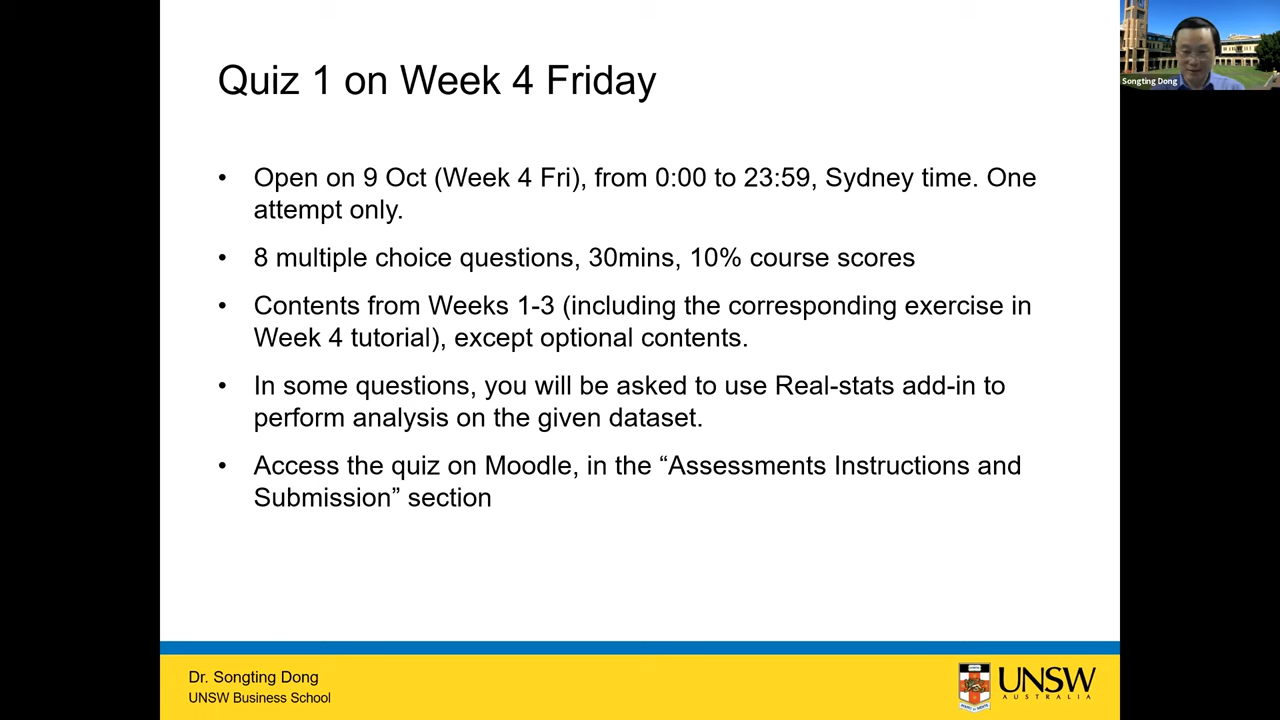 Quiz 1 on Week 4 Friday
• Open on 9 Oct (Week 4 Fri), from 0:00 to 23:59, Sydney time. One
attempt only.
• 8 multiple choice questions, 30mins, 10% course scores
• Contents from Weeks 1-3 (including the corresponding exercise in
Week 4 tutorial), except optional contents.
• In some questions, you will be asked to use Real-stats add-in to
perform analysis on the given dataset.
• Access the quiz on Moodle, in the “Assessments Instructions and
Submission” section
Songting Dong
Dr. Songting Dong
UNSW Business School
UNSW
AUSTRALIA